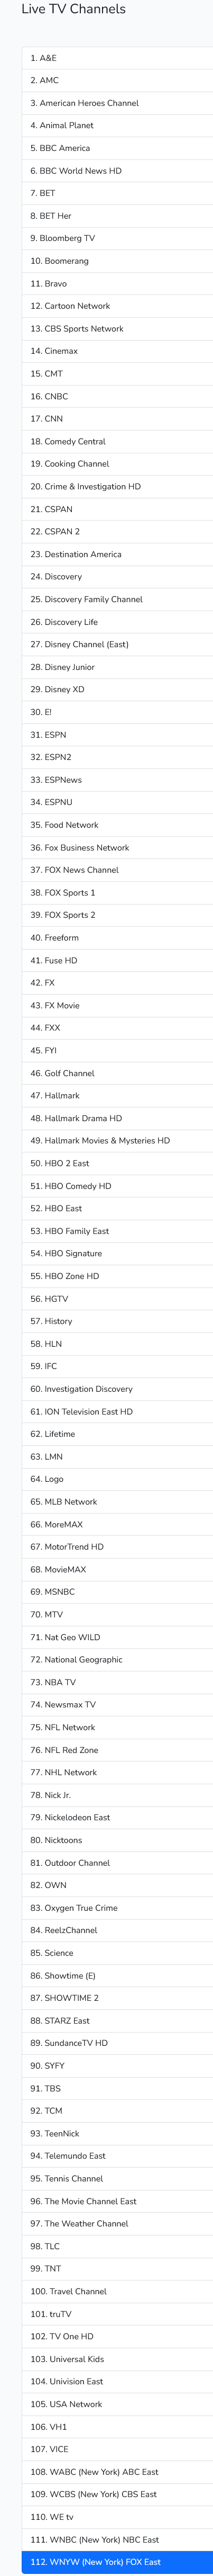 Live TV Channels
1. A&E
2. AMC
3. American Heroes Channel
4. Animal Planet
5. BBC America
6. BBC World News HD
7. BET
8. BET Her
9. Bloomberg TV
10. Boomerang
11. Bravo
12. Cartoon Network
13. CBS Sports Network
14. Cinemax
15. CMT
16. CNBC
17. CNN
18. Comedy Central
19. Cooking Channel
20. Crime & Investigation HD
21. CSPAN
22. CSPAN 2
23. Destination America
24. Discovery
25. Discovery Family Channel
26. Discovery Life
27. Disney Channel (East)
28. Disney Junior
29. Disney XD
30. E!
31. ESPN
32. ESPN2
33. ESPNews
34. ESPNU
35. Food Network
36. Fox Business Network
37. FOX News Channel
38. FOX Sports 1
39. FOX Sports 2
40. Freeform
41. Fuse HD
42. FX
43. FX Movie
44. FXX
45. FYI
46. Golf Channel
47. Hallmark
48. Hallmark Drama HD
49. Hallmark Movies & Mysteries HD
50. HBO 2 East
51. HBO Comedy HD
52. HBO East
53. HBO Family East
54. HBO Signature
55. HBO Zone HD
56. HGTV
57. History
58. HLN
59. IFC
60. Investigation Discovery
61. ION Television East HD
62. Lifetime
63. LMN
64. Logo
65. MLB Network
66. MoreMAX
67. MotorTrend HD
68. MovieMAX
69. MSNBC
70. MTV
71. Nat Geo WILD
72. National Geographic
73. NBA TV
74. Newsmax TV
75. NFL Network
76. NFL Red Zone
77. NHL Network
78. Nick Jr.
79. Nickelodeon East
80. Nicktoons
81. Outdoor Channel
82. OWN
83. Oxygen True Crime
84. ReelzChannel
85. Science
86. Showtime (E)
87. SHOWTIME 2
88. STARZ East
89. SundanceTV HD
90. SYFY
91. TBS
92. TCM
93. TeenNick
94. Telemundo East
95. Tennis Channel
96. The Movie Channel East
97. The Weather Channel
98. TLC
99. TNT
100. Travel Channel
101. truTV
102. TV One HD
103. Universal Kids
104. Univision East
105. USA Network
106. VH1
107. VICE
108. WABC (New York) ABC East
109. WCBS (New York) CBS East
110. WE tv
111. WNBC (New York) NBC East
112. WNYW (New York) FOX East